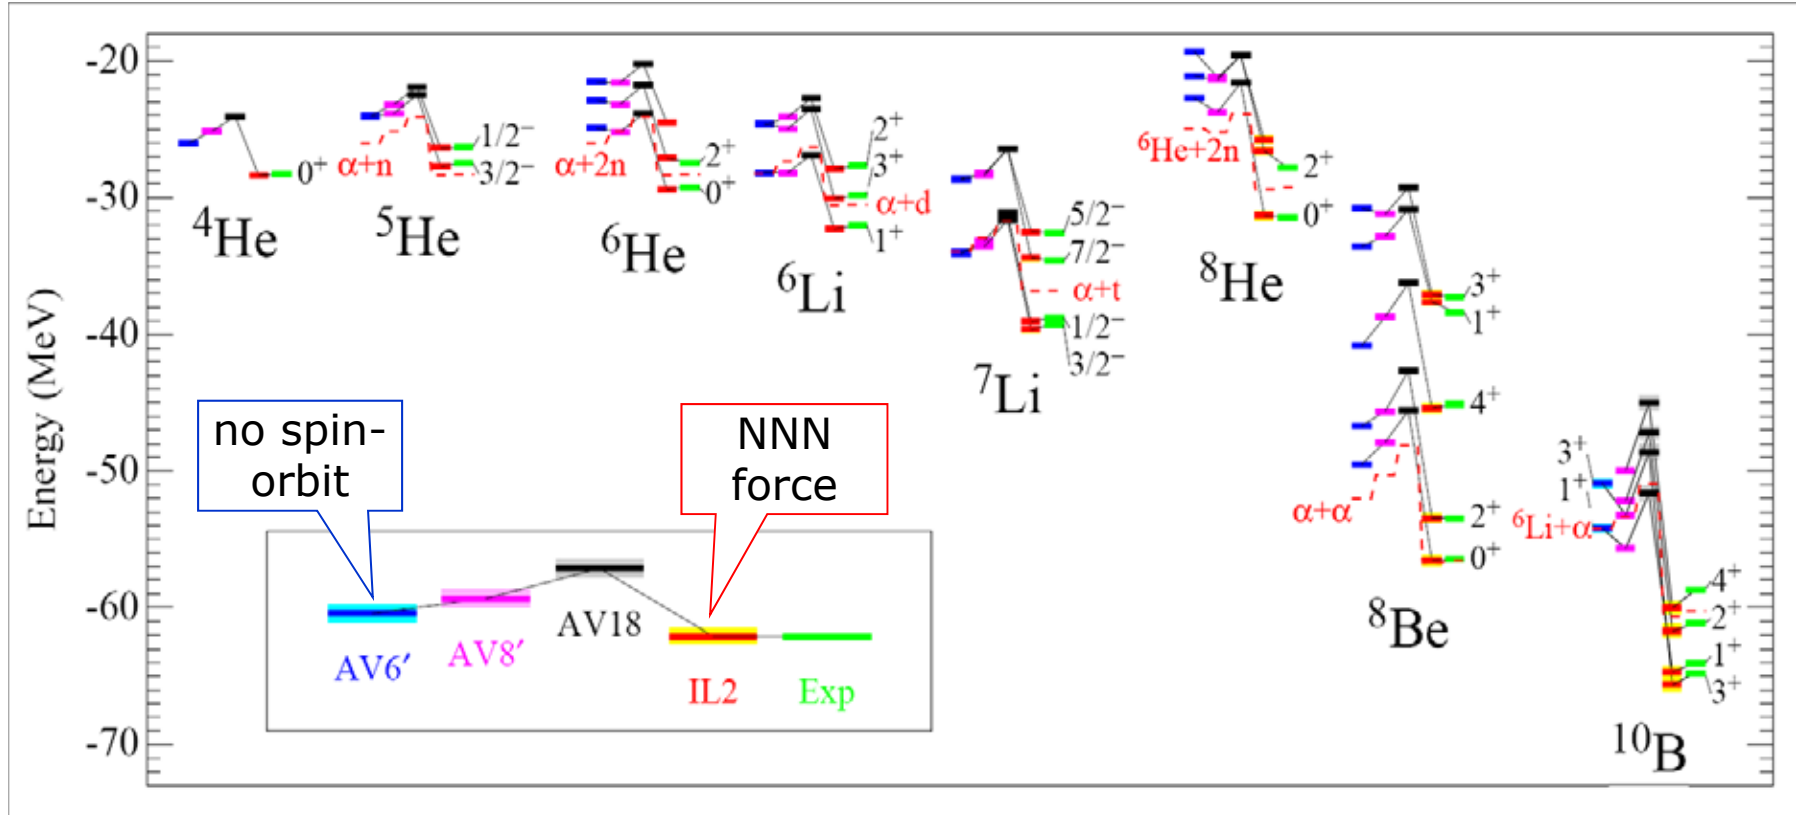 Energy (MeV)
-20
-30
-40
-50
-60
-70
⁴He
0⁺
⁵He
α+n
1/2⁻
3/2⁻
⁶He
α+2n
2⁺
0⁺
⁶Li
2⁺
3⁺
α+d
1⁺
⁷Li
5/2⁻
7/2⁻
α+t
1/2⁻
3/2⁻
⁸He
⁶He+2n
2⁺
0⁺
⁸Be
3⁺
1⁺
4⁺
α+α
2⁺
0⁺
¹⁰B
3⁺
1⁺
⁶Li+α
4⁺
2⁺
1⁺
3⁺
no spin-
orbit
NNN
force
AV6′
AV8′
AV18
IL2
Exp